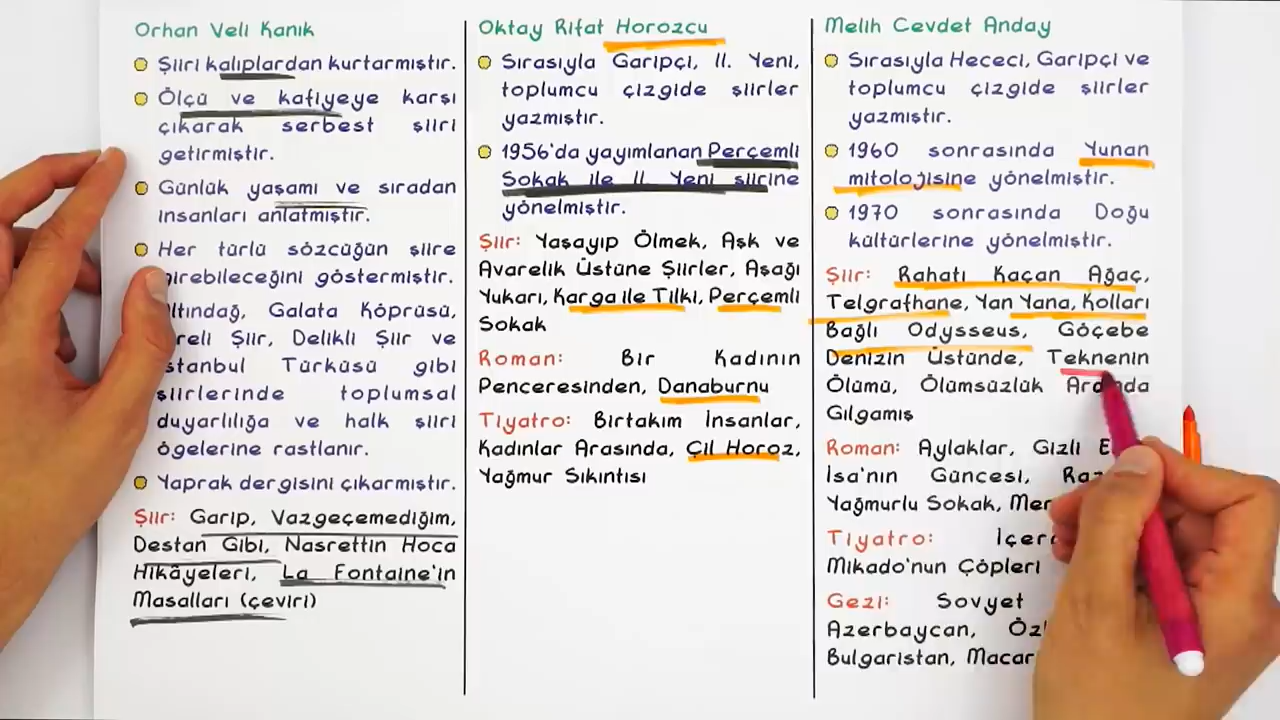 Orhan Veli Kanık
Şiiri kalıplardan kurtarmıştır.
Ölçü ve kafiyeye karşı
çıkarak serbest şiiri
getirmiştir.
Günlük yaşamı ve sıradan
insanları anlatmıştır.
Her türlü sözcüğün şiire
girebileceğini göstermiştir.
ltındağ, Galata Köprüsü,
reli Şiir, Delikli Şiir ve
stanbul Türküsü gibi
şiirlerinde toplumsal
duyarlılığa ve halk şiiri
ögelerine rastlanır.
Yaprak dergisini çıkarmıştır.
Şiir: Garip, Vazgeçemediğim,
Destan Gibi, Nasrettin Hoca
Hikâyeleri, La Fontaine'in
Masalları (çeviri)
Oktay Rifat Horozcu
Sırasıyla Garipçi, II. Yeni,
toplumcu çizgide şiirler
yazmıştır.
1956'da yayımlanan Perçemli
Sokak ile II Yeni şiirine
yönelmiştir.
Şiir: Yaşayıp Ölmek, Aşk ve
Avarelik Üstüne Şiirler, Aşağı
Yukarı, Karga ile Tilki, Perçemli
Sokak
Roman: Bir Kadının
Penceresinden, Danaburnu
Tiyatro: Birtakım İnsanlar,
Kadınlar Arasında, Çil Horoz,
Yağmur Sıkıntısı
Melih Cevdet Anday
Sırasıyla Hececi, Garipçi ve
toplumcu çizgide şiirler
yazmıştır.
1960 sonrasında Yunan
mitolojisine yönelmiştir.
1970 sonrasında Doğu
kültürlerine yönelmiştir.
Şiir: Rahatı Kaçan Ağaç,
Telgrafhane, Yan Yana, Kolları
Bağlı Odysseus, Göçebe
Denizin Üstünde, Teknenin
Ölümü, Ölümsüzlük Ardında
Gılgamış
Roman: Aylaklar, Gizli E
İsa'nın Güncesi, Raz
Yağmurlu Sokak, Mer
Tiyatro: İçer
Mikado'nun Çöpleri
Gezi: Sovyet
Azerbaycan, Öz
Bulgaristan, Macar